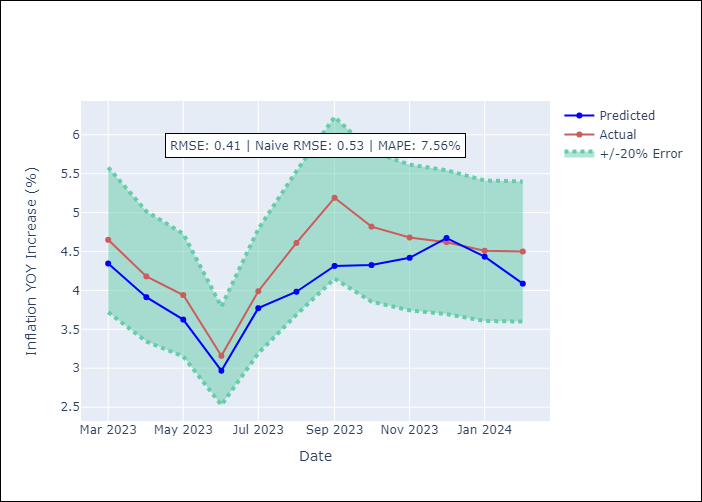 RMSE: 0.41 | Naive RMSE: 0.53 | MAPE: 7.56%
Predicted
Actual
+/-20% Error
6
5.5
5
4.5
4
3.5
3
2.5
Inflation YOY Increase (%)
Mar 2023
May 2023
Jul 2023
Sep 2023
Nov 2023
Jan 2024
Date